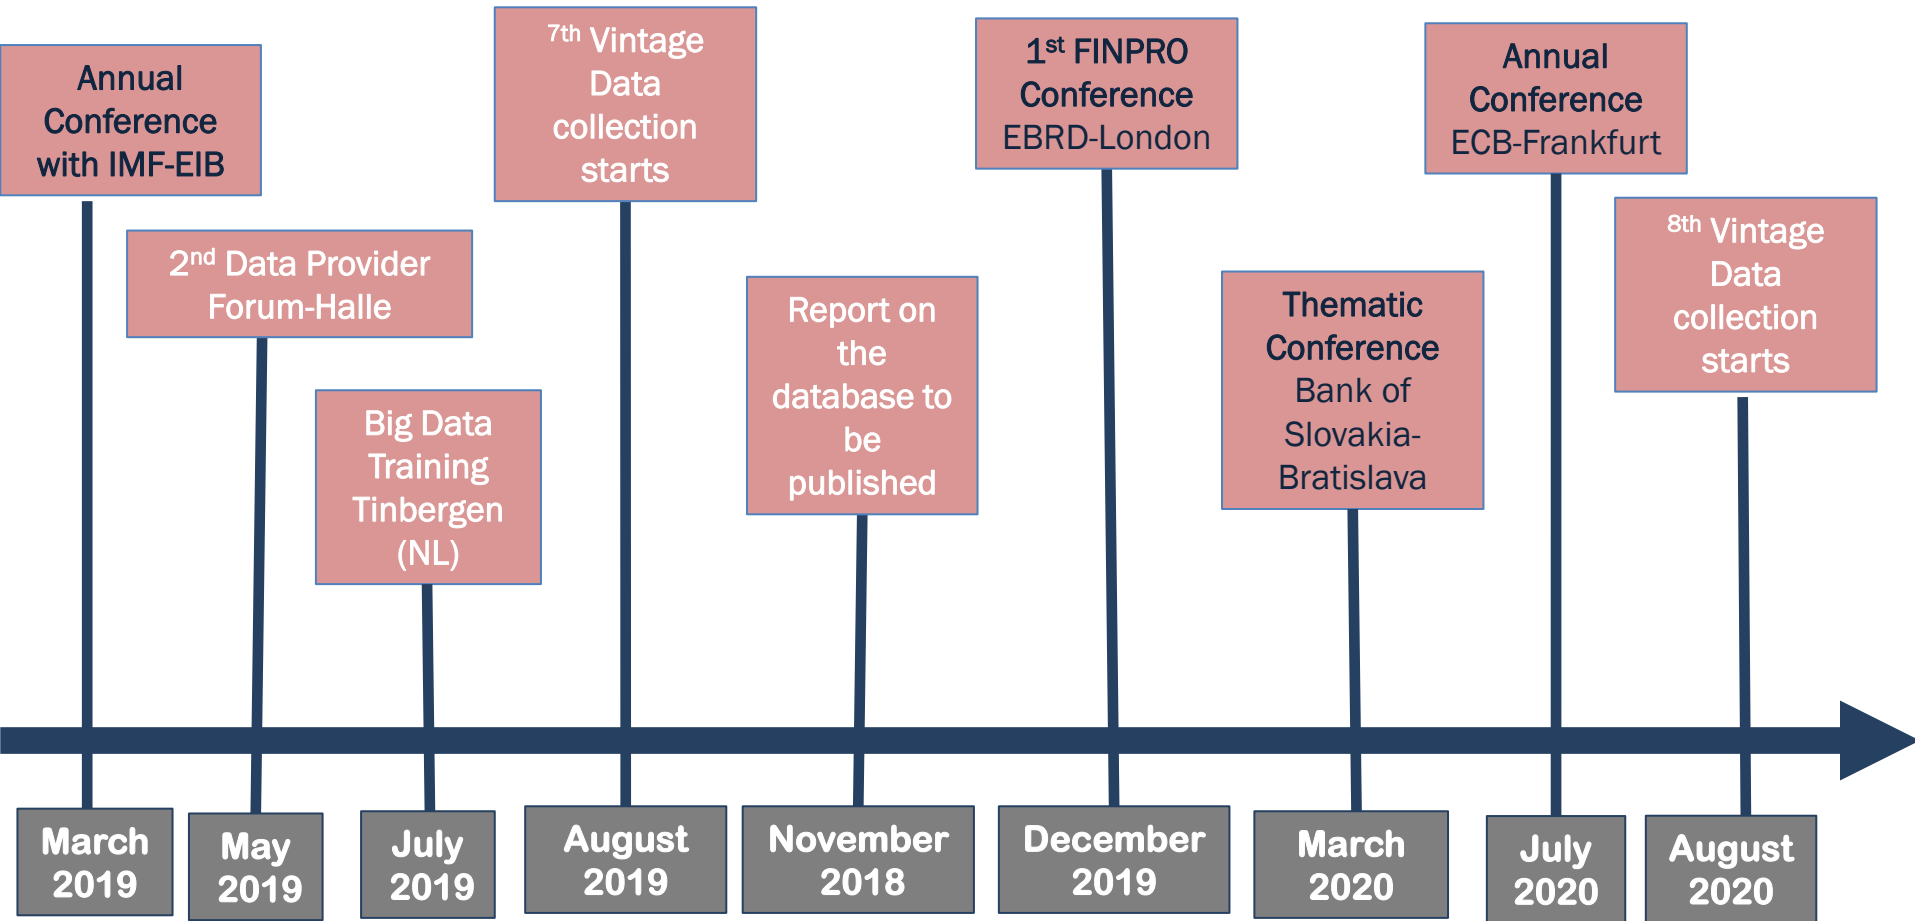 Annual
Conference
with IMF-EIB
2nd Data Provider
Forum-Halle
Big Data
Training
Tinbergen
(NL)
7th Vintage
Data
collection
starts
Report on
the
database to
be
published
1st FINPRO
Conference
EBRD-London
Thematic
Conference
Bank of
Slovakia-
Bratislava
Annual
Conference
ECB-Frankfurt
8th Vintage
Data
collection
starts
March
2019
May
2019
July
2019
August
2019
November
2018
December
2019
March
2020
July
2020
August
2020